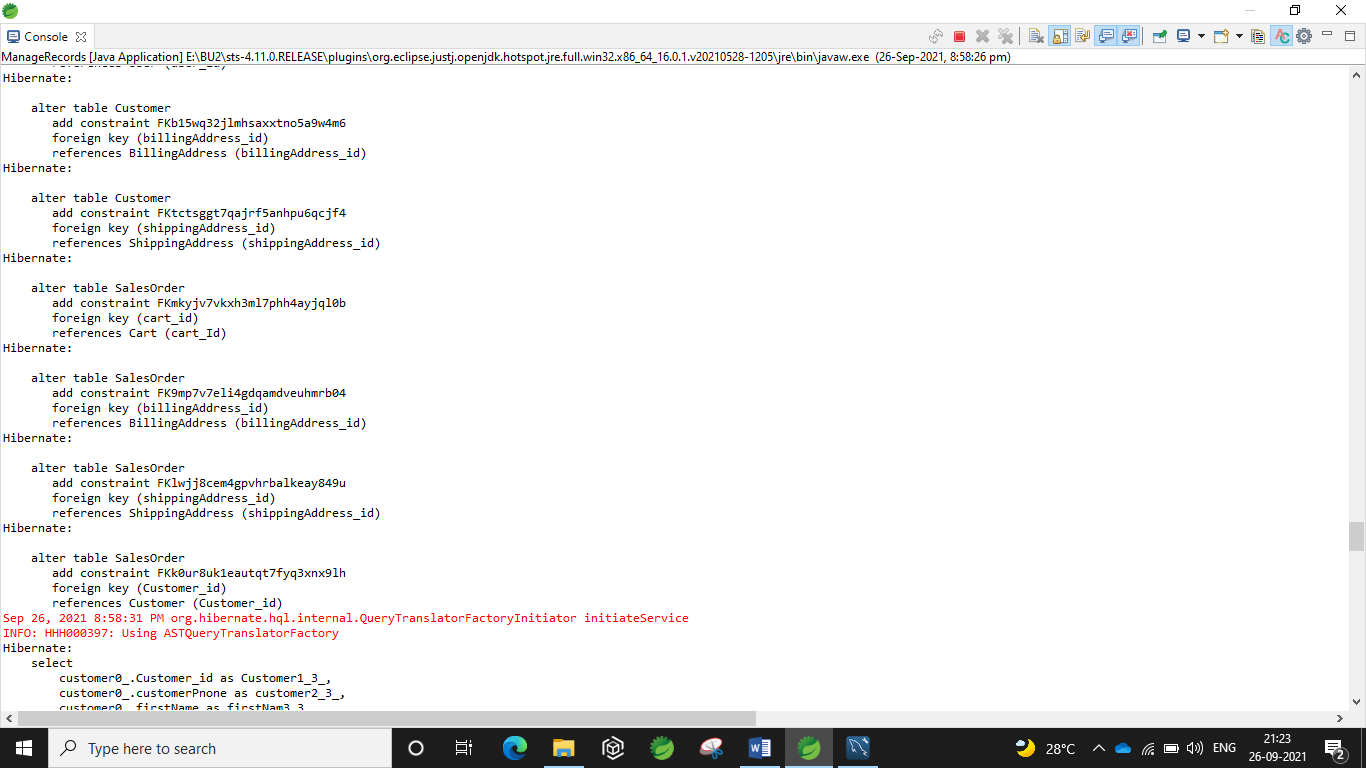 Console
ManageRecords [Java Application] E:\BU2\sts-4.11.0.RELEASE\plugins\org.eclipse.justj.openjdk.hotspot.jre.full.win32.x86_64_16.0.1.v20210528-1205\jre\bin\javaw.exe (26-Sep-2021, 8:58:26 pm)
Hibernate:
alter table Customer
add constraint FKb15wq32jlmhsaxxtno5a9w4m6
foreign key (billingAddress_id)
references BillingAddress (billingAddress_id)
Hibernate:
alter table Customer
add constraint FKtctsggt7qajrf5anhpu6qcjf4
foreign key (shippingAddress_id)
references ShippingAddress (shippingAddress_id)
Hibernate:
alter table SalesOrder
add constraint FKmkyjv7vkxh3ml7phh4ayjql0b
foreign key (cart_id)
references Cart (cart_Id)
Hibernate:
alter table SalesOrder
add constraint FK9mp7v7eli4gdqamdveuhmrb04
foreign key (billingAddress_id)
references BillingAddress (billingAddress_id)
Hibernate:
alter table SalesOrder
add constraint FKlwjj8cem4gpvhrbalkeay849u
foreign key (shippingAddress_id)
references ShippingAddress (shippingAddress_id)
Hibernate:
alter table SalesOrder
add constraint FKk0ur8uk1eautqt7fyq3xnx9lh
foreign key (Customer_id)
references Customer (Customer_id)
Sep 26, 2021 8:58:31 PM org.hibernate.hql.internal.QueryTranslatorFactoryInitiator initiateService
INFO: HHH000397: Using ASTQueryTranslatorFactory
Hibernate:
select
customer0_.Customer_id as Customer1_3_,
customer0_.customerPnone as customer2_3_,
customer0_.firstName as firstNam3_3_
Type here to search
28°C
ENG
21:23
26-09-2021
2